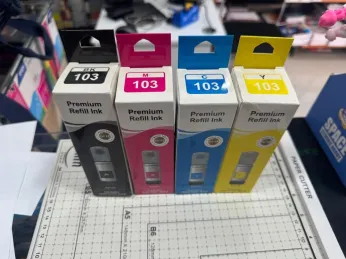 BK
103
Premium
Refill Ink
M
103
Premium
Refill Ink
C
103
Premium
Refill Ink
Y
103
Premium
Refill Ink
PAPER CUTTER
A5
B6
SPACE